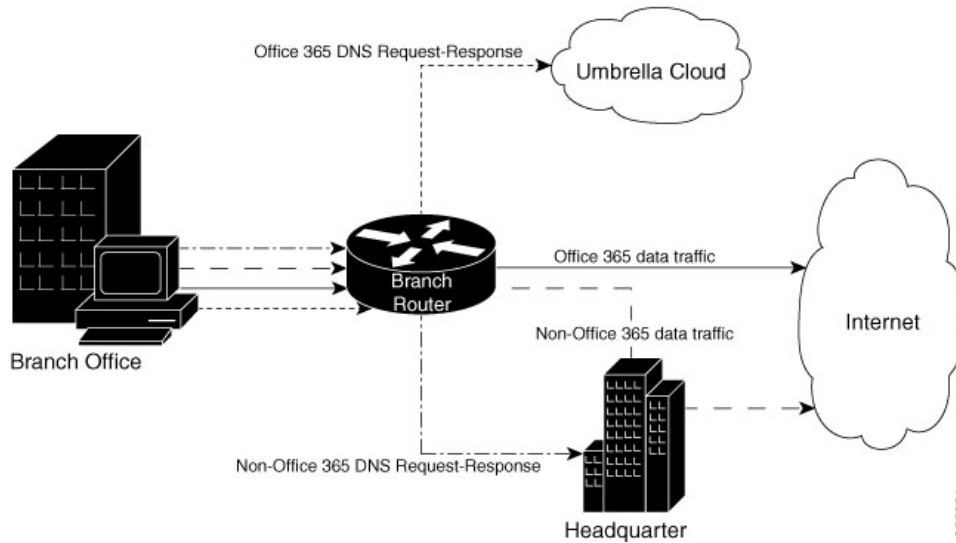 Office 365 DNS Request-Response
Umbrella Cloud
Branch
Router
Office 365 data traffic
Non-Office 365 data traffic
Internet
Branch Office
Non-Office 365 DNS Request-Response
Headquarter